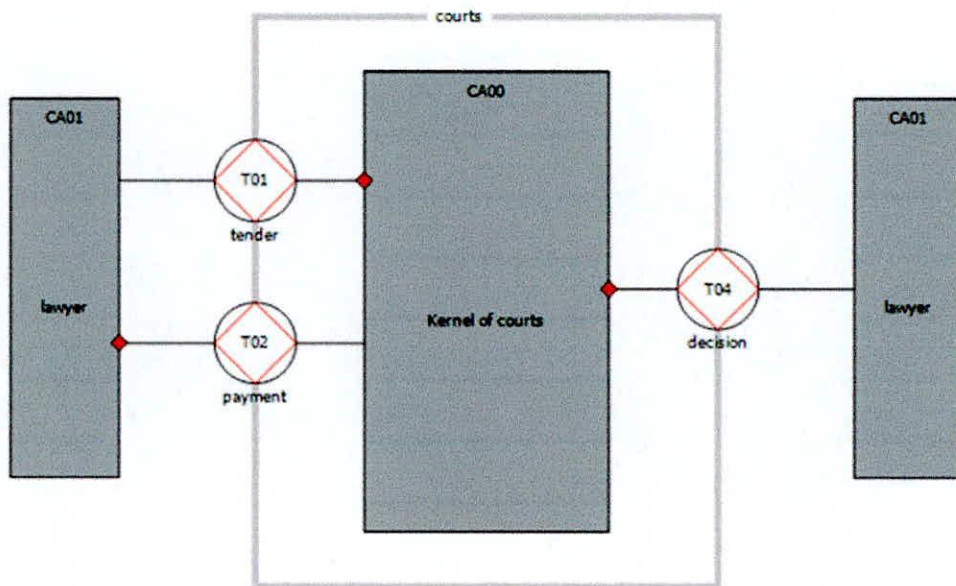 courts
CA01
lawyer
T01
tender
T02
payment
CA00
Kernel of courts
T04
decision
CA01
lawyer